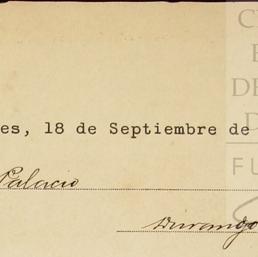 es, 18 de Septiembre de
Palacio
Durango